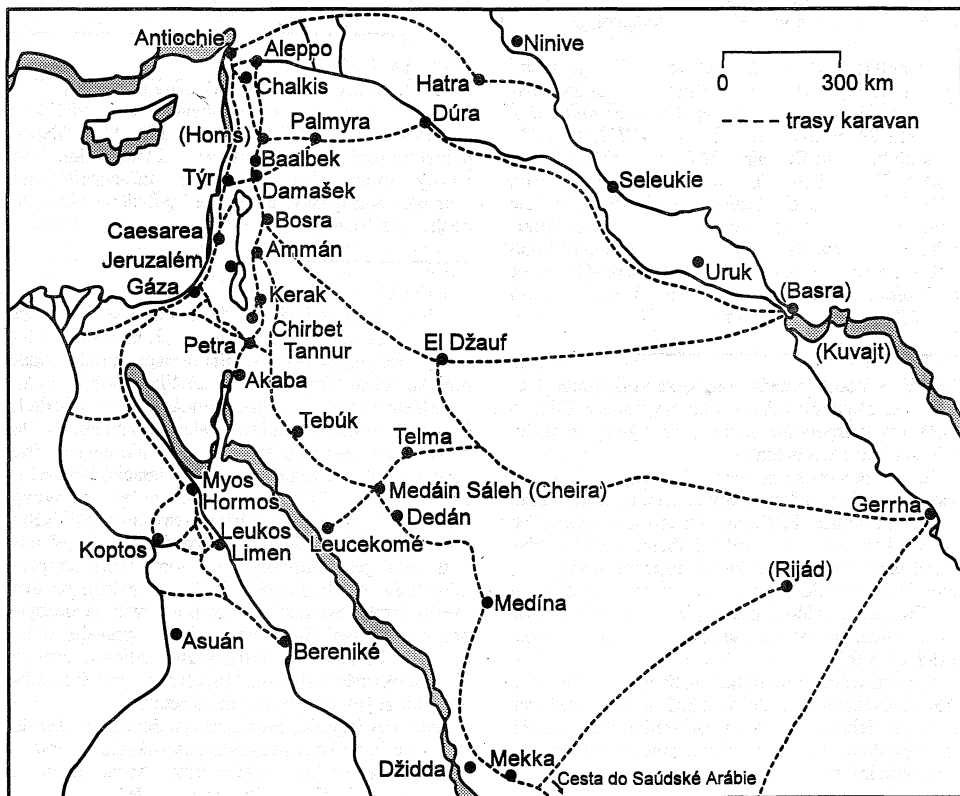 Antiochie
Aleppo
Ninive
0 300 km
Chalkis
Hatra
trasy karavan
(Homs)
Palmyra
Dúra
Baalbek
Týr
Damašek
Seleukie
Bosra
Caesarea
Ammán
Jeruzalém
Uruk
Gáza
Kerak
(Basra)
Chirbet
Tannur
Petra
El Džauf
(Kuvajt)
Akaba
Tebúk
Telma
Myos
Hormos
Medáin Sáleh (Cheira)
Gerrha
Dedán
Leukos
Limen
Leucekome
Koptos
(Rijád)
Medína
Asuán
Bereniké
Džidda
Mekka
Cesta do Saúdské Arábie